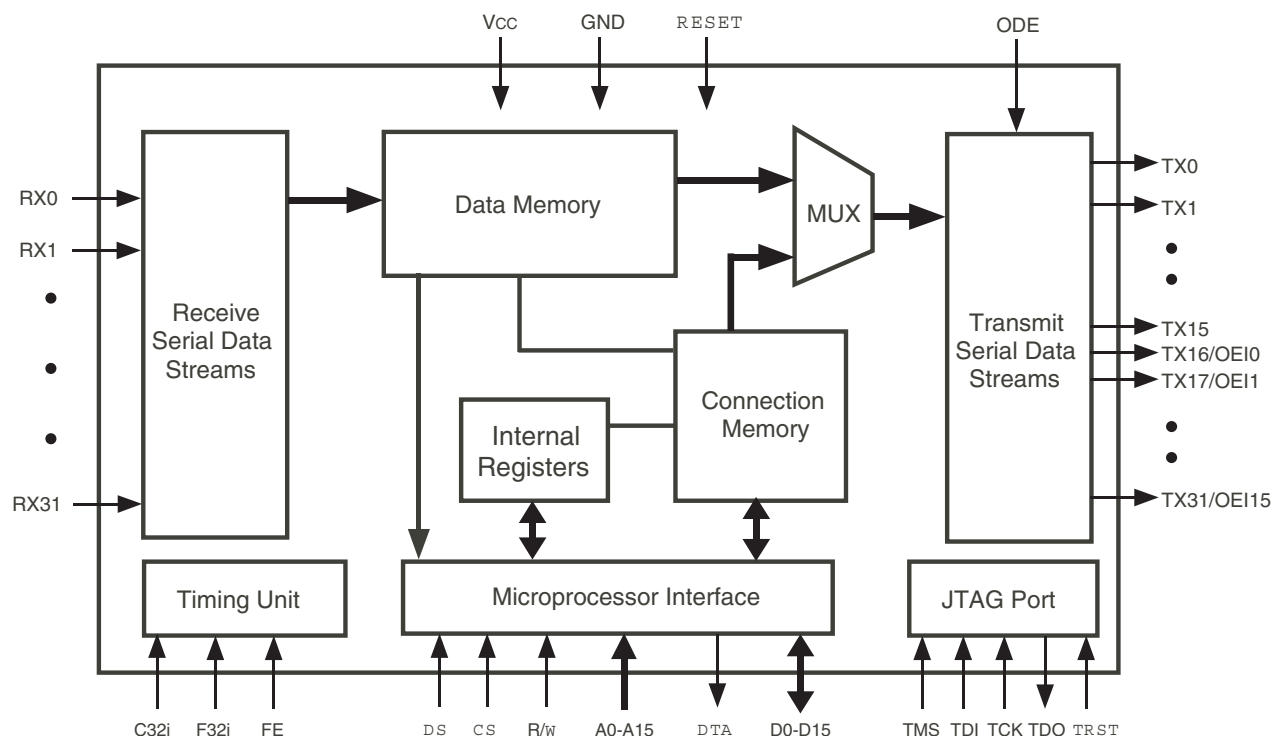 VCC GND RESET ODE
RX0
RX1
RX31
Receive
Serial Data
Streams
Data Memory
MUX
Internal
Registers
Connection
Memory
Transmit
Serial Data
Streams
TX0
TX1
TX15
TX16/OEI0
TX17/OEI1
TX31/OEI15
Timing Unit
Microprocessor Interface
JTAG Port
C32i F32i FE DS CS R/W A0-A15 DTA D0-D15 TMS TDI TCK TDO TRST